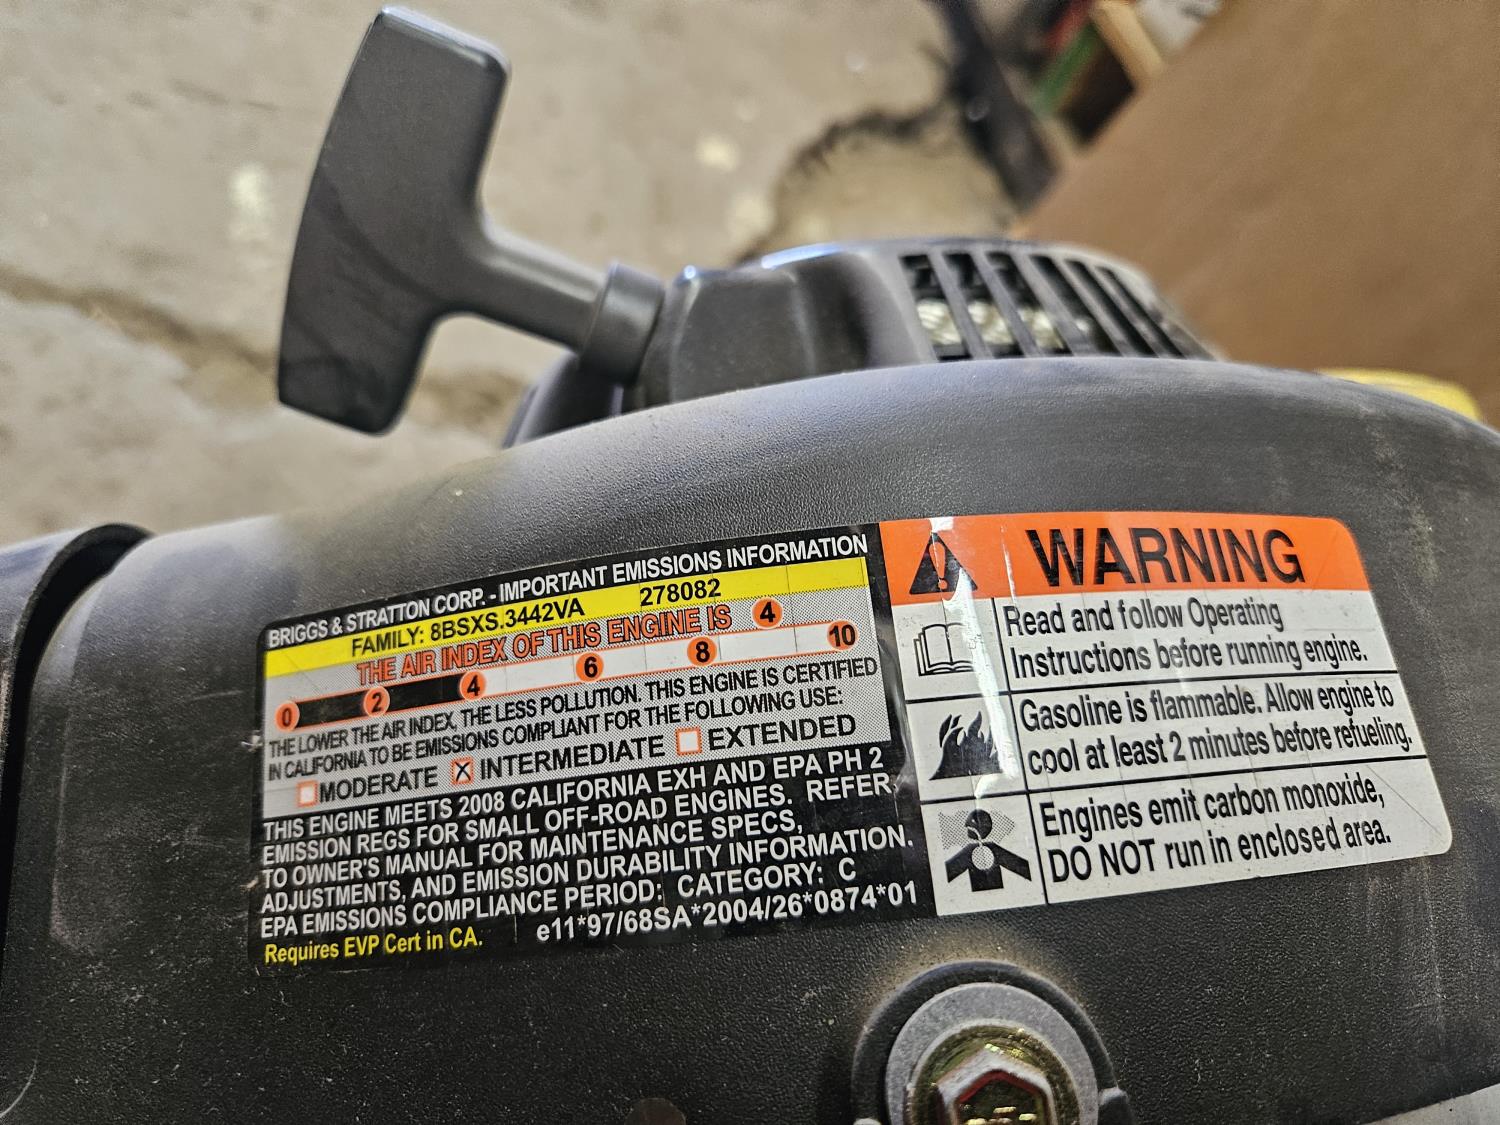 BRIGGS & STRATTON CORP. - IMPORTANT EMISSIONS INFORMATION
FAMILY: 8BSXS.3442VA 278082
THE AIR INDEX OF THIS ENGINE IS 4
0 2 4 6 8 10
THE LOWER THE AIR INDEX, THE LESS POLLUTION. THIS ENGINE IS CERTIFIED
IN CALIFORNIA TO BE EMISSIONS COMPLIANT FOR THE FOLLOWING USE:
MODERATE X INTERMEDIATE EXTENDED
THIS ENGINE MEETS 2008 CALIFORNIA EXH AND EPA PH 2
EMISSION REGS FOR SMALL OFF-ROAD ENGINES. REFER
TO OWNER'S MANUAL FOR MAINTENANCE SPECS,
ADJUSTMENTS, AND EMISSION DURABILITY INFORMATION.
EPA EMISSIONS COMPLIANCE PERIOD: CATEGORY: C
Requires EVP Cert in CA. e11*97/68SA*2004/26*0874*01
WARNING
Read and follow Operating
Instructions before running engine.
Gasoline is flammable. Allow engine to
cool at least 2 minutes before refueling.
Engines emit carbon monoxide,
DO NOT run in enclosed area.